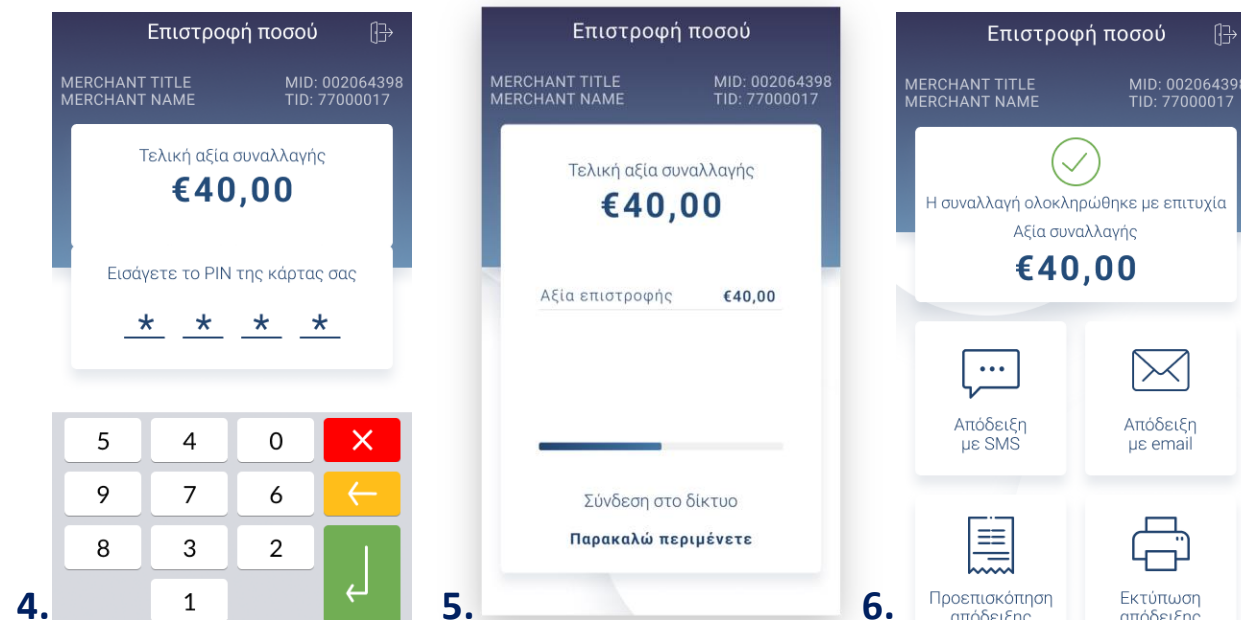 Επιστροφή ποσού
MERCHANT TITLE MID: 002064398
MERCHANT NAME TID: 77000017
Τελική αξία συναλλαγής
€40,00
Εισάγετε το PIN της κάρτας σας
* * * *
5 4 0
9 7 6
8 3 2
1
4.
Επιστροφή ποσού
MERCHANT TITLE MID: 002064398
MERCHANT NAME TID: 77000017
Τελική αξία συναλλαγής
€40,00
Αξία επιστροφής €40,00
Σύνδεση στο δίκτυο
Παρακαλώ περιμένετε
5.
Επιστροφή ποσού
MERCHANT TITLE MID: 002064398
MERCHANT NAME TID: 77000017
Η συναλλαγή ολοκληρώθηκε με επιτυχία
Αξία συναλλαγής
€40,00
Απόδειξη
με SMS
Απόδειξη
με email
Προεπισκόπηση
απόδειξης
Εκτύπωση
απόδειξης
6.